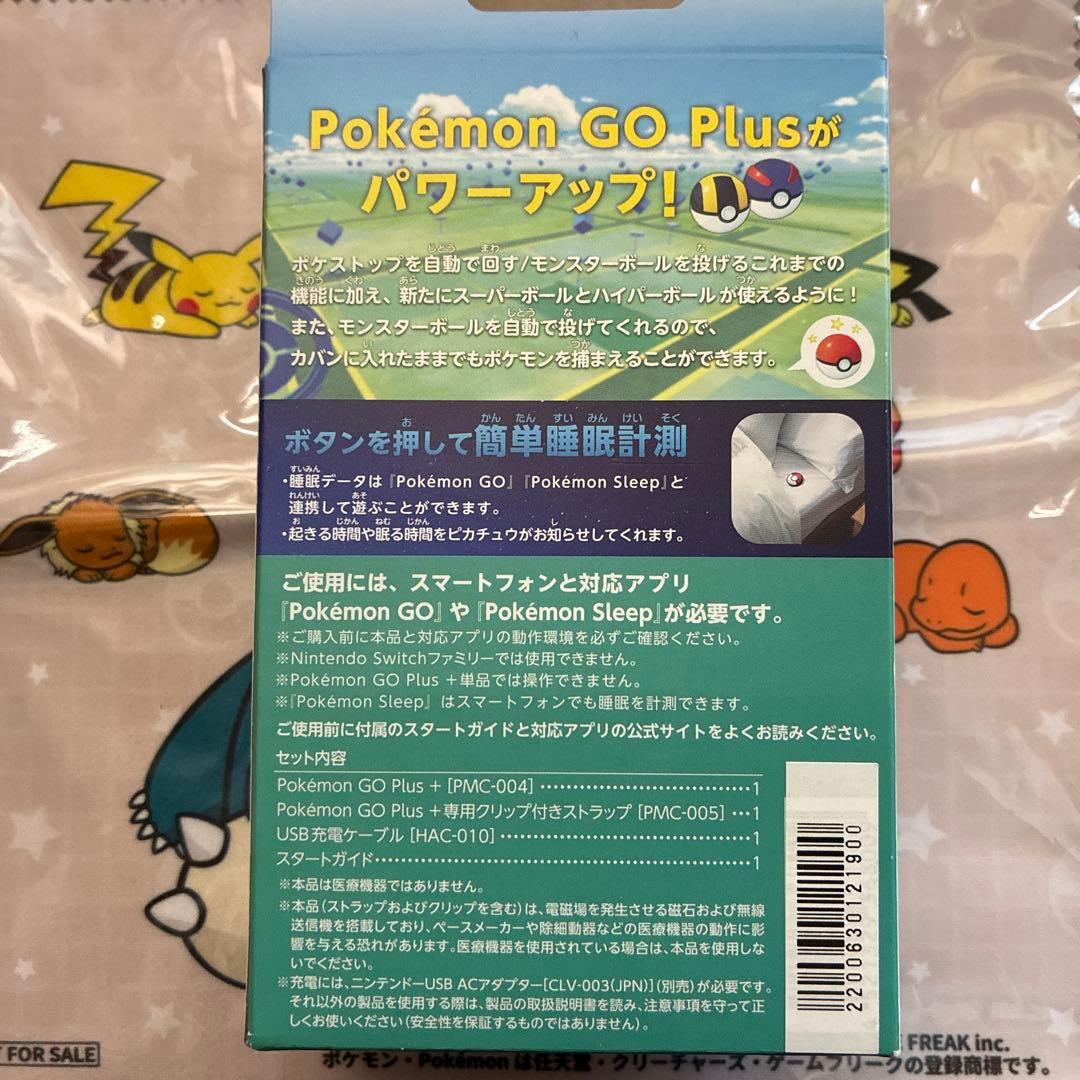 Pokémon GO Plusが
パワーアップ!
ポケストップを自動で回す/モンスターボールを投げるこれまでの
機能に加え、新たにスーパーボールとハイパーボールが使えるように!
また、モンスターボールを自動で投げてくれるので、
カバンに入れたままでもポケモンを捕まえることができます。
ボタンを押して簡単睡眠計測
・睡眠データは『Pokémon GO』『Pokémon Sleep』と
連携して遊ぶことができます。
・起きる時間や眠る時間をピカチュウがお知らせしてくれます。
ご使用には、スマートフォンと対応アプリ
『Pokémon GO』や『Pokémon Sleep』が必要です。
※ご購入前に本品と対応アプリの動作環境を必ずご確認ください。
※Nintendo Switchファミリーでは使用できません。
※Pokémon GO Plus +単品では操作できません。
※『Pokémon Sleep』はスマートフォンでも睡眠を計測できます。
ご使用前に付属のスタートガイドと対応アプリの公式サイトをよくお読みください。
セット内容
Pokémon GO Plus + [PMC-004] ……………………………1
Pokémon GO Plus +専用クリップ付きストラップ [PMC-005] …1
USB充電ケーブル [HAC-010] ……………………………1
スタートガイド……………………………………………1
※本品は医療機器ではありません。
※本品(ストラップおよびクリップを含む)は、電磁場を発生させる磁石および無線
送信機を搭載しており、ペースメーカーや除細動器などの医療機器の動作に影
響を与える恐れがあります。医療機器を使用されている場合は、本品を使用しな
いでください。
※充電には、ニンテンドーUSB ACアダプター[CLV-003(JPN)](別売)が必要です。
それ以外の製品を使用する際は、製品の取扱説明書を読み、注意事項を守って正
しくお使いください(安全性を保証するものではありません)。
2200630121900
FOR SALE
FREAK inc.
ポケモン・Pokémonは任天堂・クリーチャーズ・ゲームフリークの登録商標です。